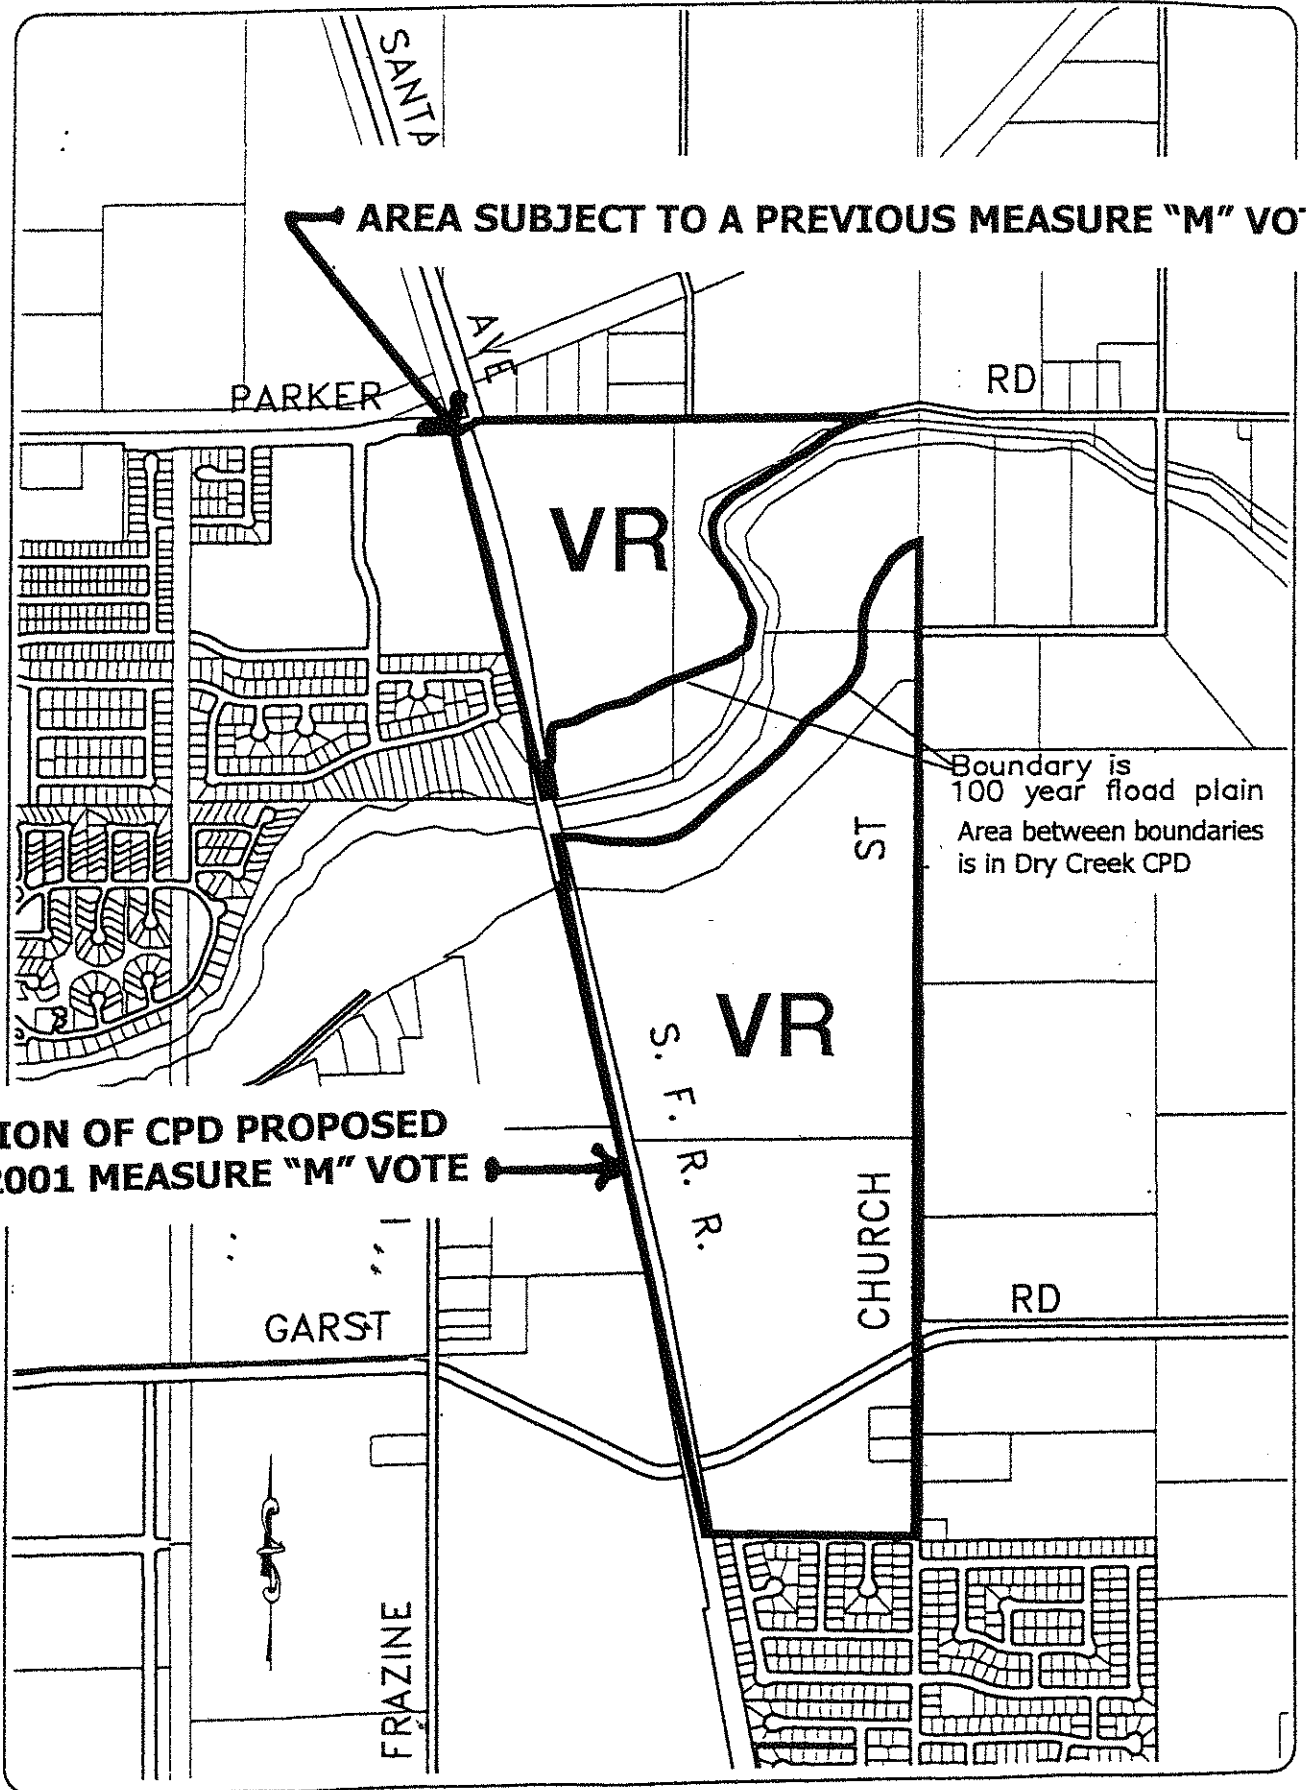 SANTA
AREA SUBJECT TO A PREVIOUS MEASURE “M” VO
AVE
PARKER
RD
VR
Boundary is
100 year flood plain
Area between boundaries
is in Dry Creek CPD
ST
VR
S. F. R. R.
ION OF CPD PROPOSED
2001 MEASURE “M” VOTE
CHURCH
GARST
RD
FRAZINE